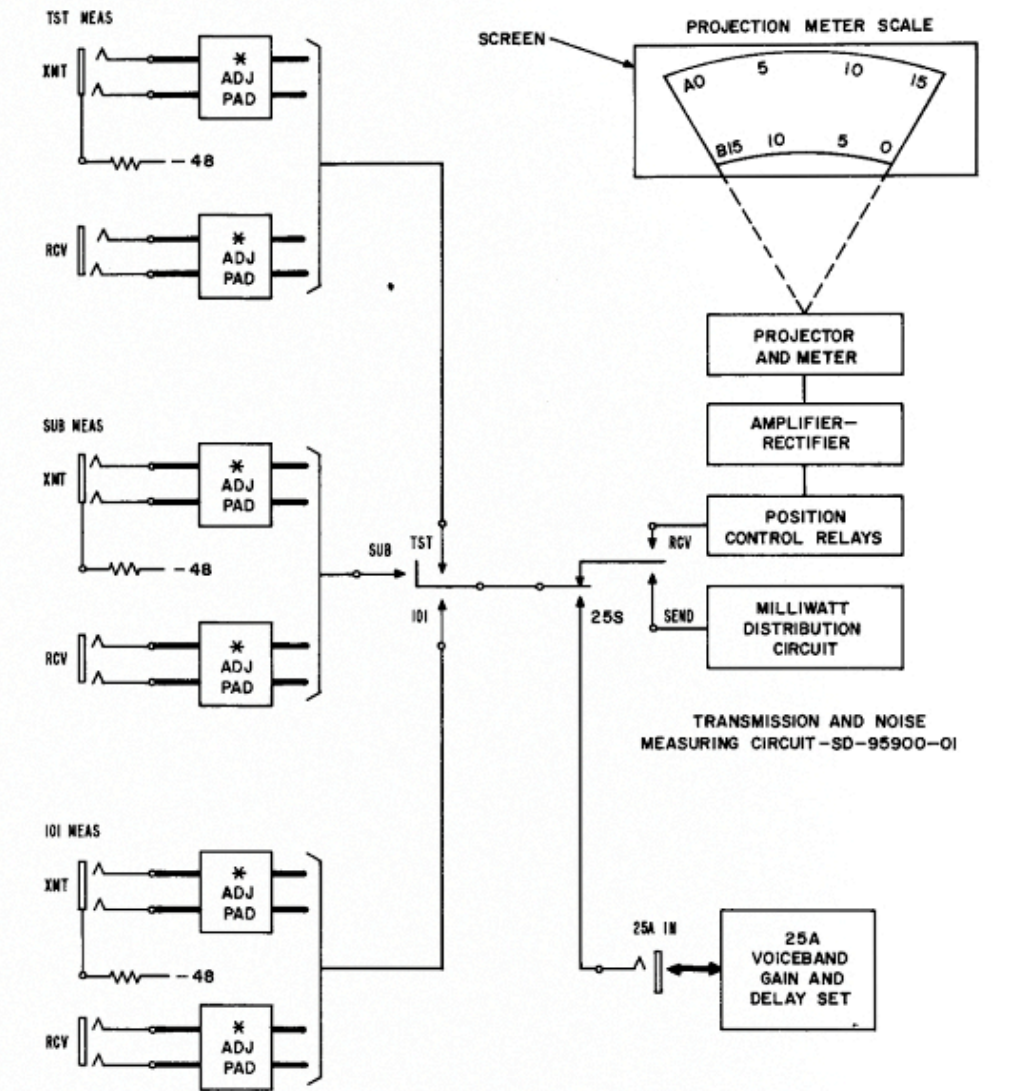 TST MEAS
XMT
*
ADJ
PAD
-48
RCV
*
ADJ
PAD
SCREEN
PROJECTION METER SCALE
A0 5 10 15
B15 10 5 0
PROJECTOR
AND METER
AMPLIFIER-
RECTIFIER
POSITION
CONTROL RELAYS
MILLIWATT
DISTRIBUTION
CIRCUIT
RCV
SEND
SUB MEAS
XMT
*
ADJ
PAD
-48
RCV
*
ADJ
PAD
SUB
TST
101
25S
TRANSMISSION AND NOISE
MEASURING CIRCUIT-SD-95900-01
101 MEAS
XMT
*
ADJ
PAD
-48
RCV
*
ADJ
PAD
25A IN
25A
VOICEBAND
GAIN AND
DELAY SET